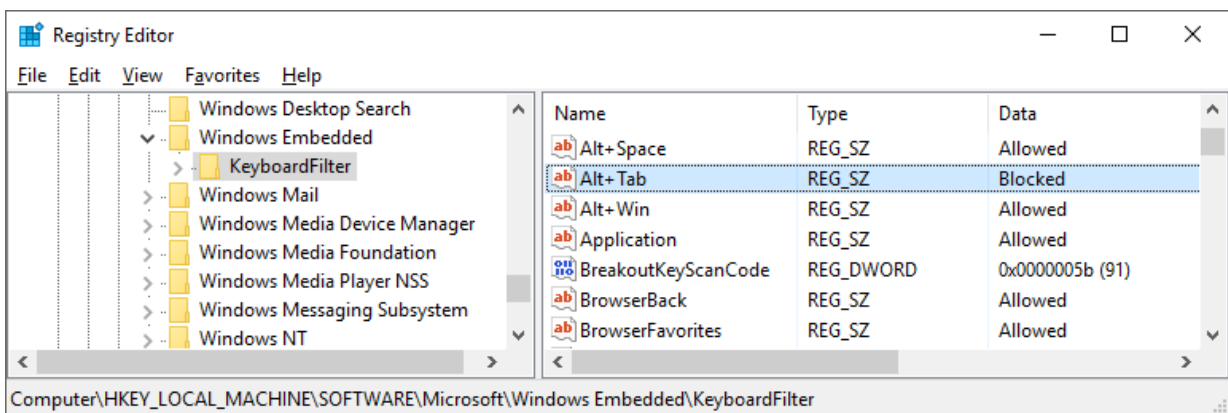 Registry Editor
File Edit View Favorites Help
Windows Desktop Search
Windows Embedded
KeyboardFilter
Windows Mail
Windows Media Device Manager
Windows Media Foundation
Windows Media Player NSS
Windows Messaging Subsystem
Windows NT
Name Type Data
Alt+Space REG_SZ Allowed
Alt+Tab REG_SZ Blocked
Alt+Win REG_SZ Allowed
Application REG_SZ Allowed
BreakoutKeyScanCode REG_DWORD 0x0000005b (91)
BrowserBack REG_SZ Allowed
BrowserFavorites REG_SZ Allowed
Computer\HKEY_LOCAL_MACHINE\SOFTWARE\Microsoft\Windows Embedded\KeyboardFilter